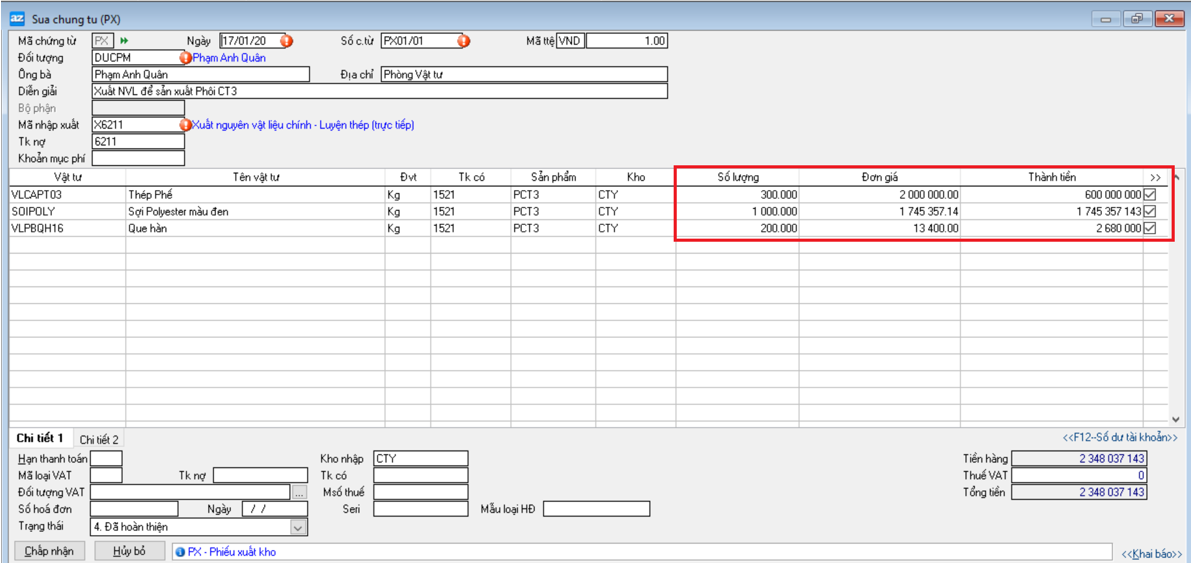 az Sua chung tu (PX)
Mã chứng từ PX Ngày 17/01/20 Số c.từ PX01/01 Mã ttệ VND 1.00
Đối tượng DUCPM Phạm Anh Quân
Ông bà Phạm Anh Quân Địa chỉ Phòng Vật tư
Diễn giải Xuất NVL để sản xuất Phôi CT3
Bộ phận
Mã nhập xuất X6211 Xuất nguyên vật liệu chính - Luyện thép (trực tiếp)
Tk nợ 6211
Khoản mục phí
Vật tư Tên vật tư Đvt Tk có Sản phẩm Kho Số lượng Đơn giá Thành tiền >>
VLCAPT03 Thép Phế Kg 1521 PCT3 CTY 300.000 2 000 000.00 600 000 000
SOIPOLY Sợi Polyester màu đen Kg 1521 PCT3 CTY 1 000.000 1 745 357.14 1 745 357 143
VLPBQH16 Que hàn Kg 1521 PCT3 CTY 200.000 13 400.00 2 680 000
Chi tiết 1 Chi tiết 2 <<F12--Số dư tài khoản>>
Hạn thanh toán Kho nhập CTY Tiền hàng 2 348 037 143
Mã loại VAT Tk nợ Tk có Thuế VAT 0
Đối tượng VAT ... Msố thuế Tổng tiền 2 348 037 143
Số hoá đơn Ngày / / Seri Mẫu loại HĐ
Trạng thái 4. Đã hoàn thiện
Chấp nhận Hủy bỏ PX - Phiếu xuất kho <<Khai báo>>